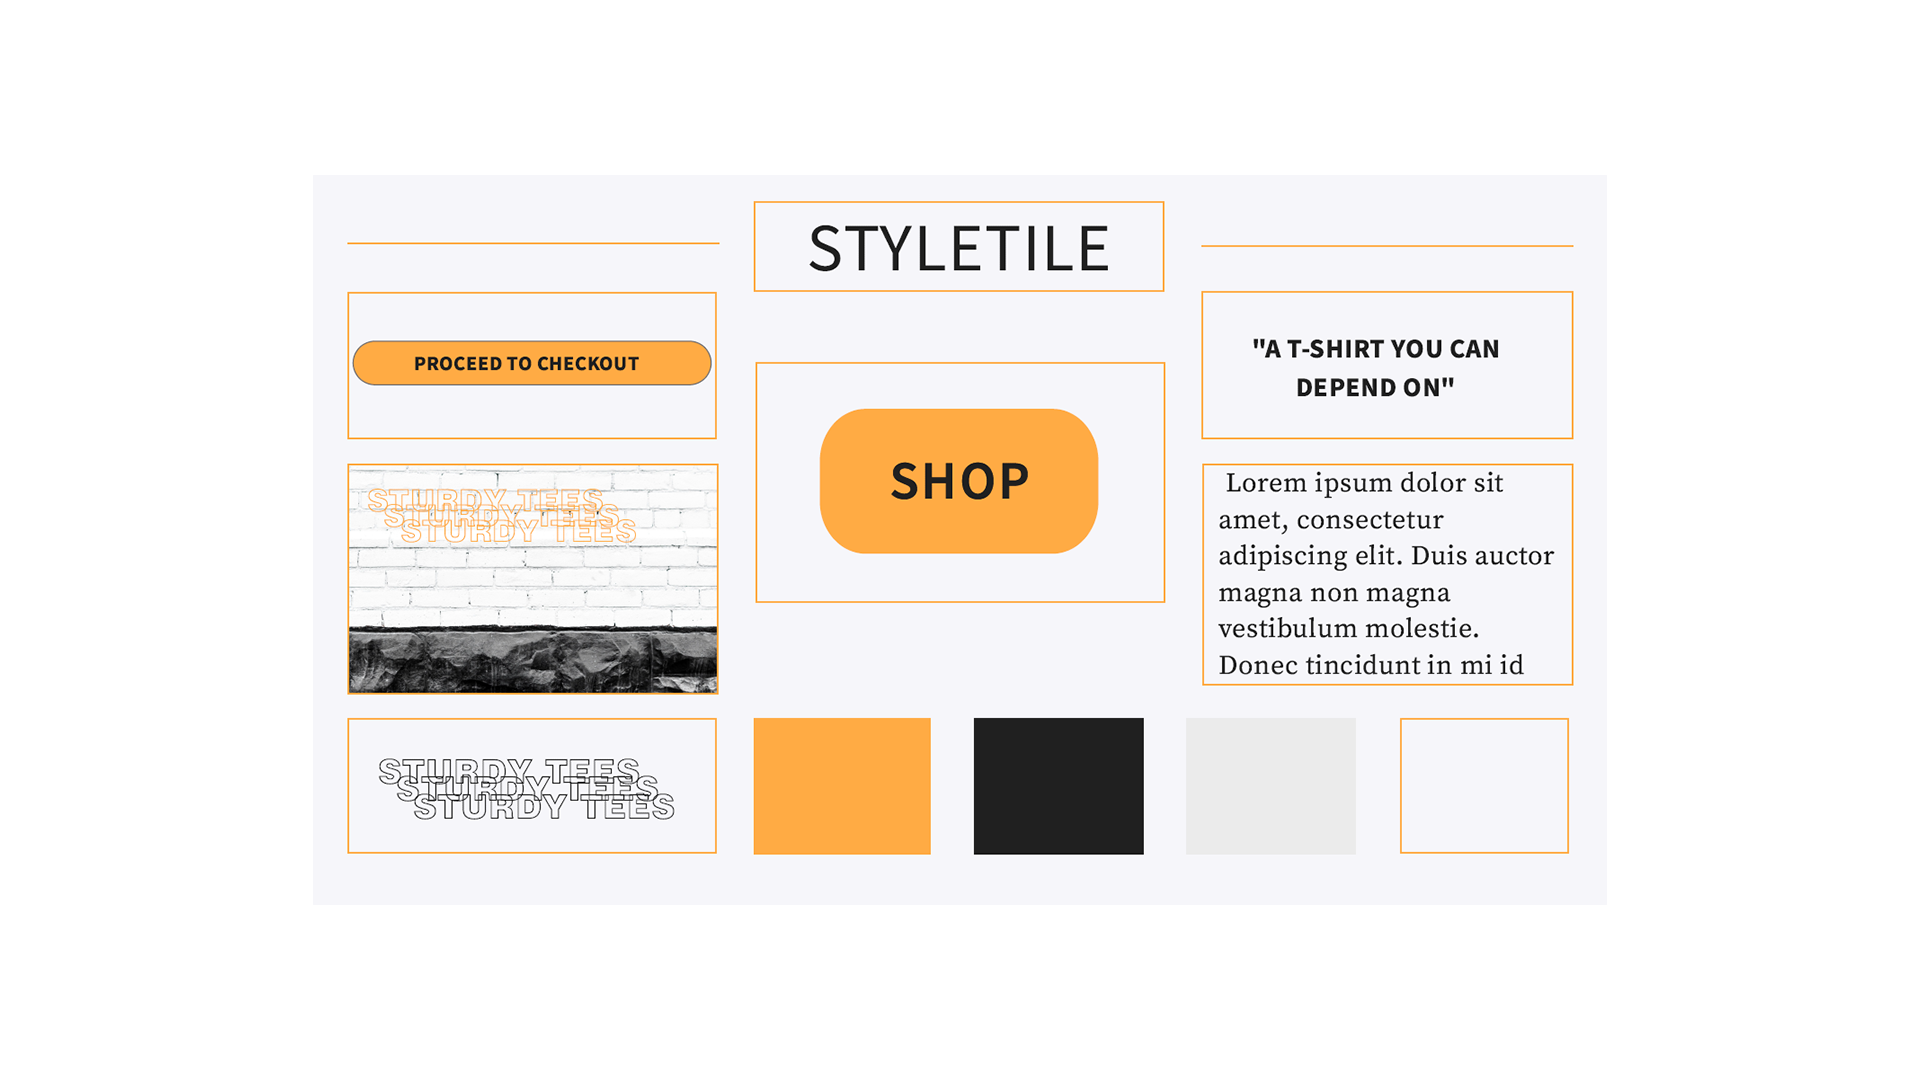 STYLETILE
PROCEED TO CHECKOUT
SHOP
"A T-SHIRT YOU CAN
DEPEND ON"
STURDY TEES
STURDY TEES
STURDY TEES
Lorem ipsum dolor sit
amet, consectetur
adipiscing elit. Duis auctor
magna non magna
vestibulum molestie.
Donec tincidunt in mi id
STURDY TEES
STURDY TEES
STURDY TEES